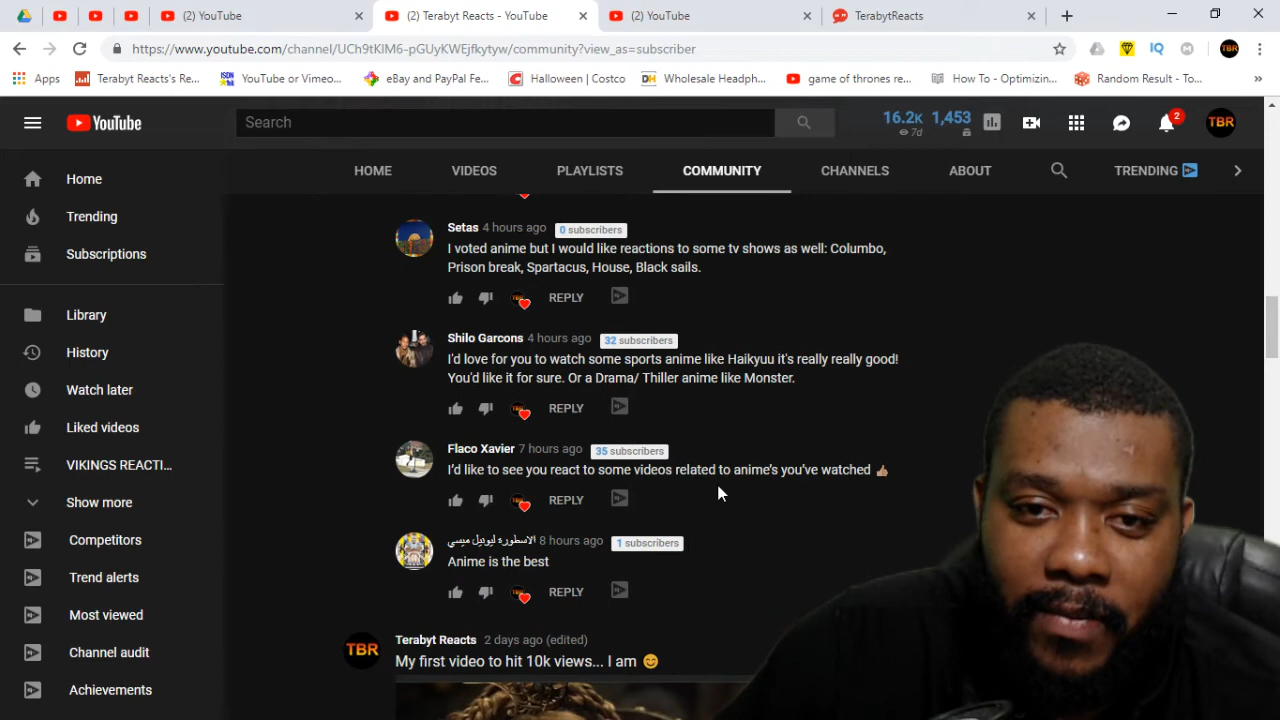 (2) YouTube
(2) Terabyt Reacts - YouTube
(2) YouTube
TerabytReacts
https://www.youtube.com/channel/UCh9tKlM6-pGUyKWEjfkytyw/community?view_as=subscriber
TBR
Apps
Terabyt Reacts's Re...
YouTube or Vimeo...
eBay and PayPal Fe...
Halloween | Costco
Wholesale Headph...
game of thrones re...
How To - Optimizin...
Random Result - To...
YouTube
Search
16.2K 1,453
7d
2
TBR
HOME
VIDEOS
PLAYLISTS
COMMUNITY
CHANNELS
ABOUT
TRENDING
Home
Trending
Subscriptions
Library
History
Watch later
Liked videos
VIKINGS REACTI...
Show more
Competitors
Trend alerts
Most viewed
Channel audit
Achievements
Setas 4 hours ago 0 subscribers
I voted anime but I would like reactions to some tv shows as well: Columbo,
Prison break, Spartacus, House, Black sails.
TBR REPLY
Shilo Garcons 4 hours ago 32 subscribers
I'd love for you to watch some sports anime like Haikyuu it's really really good!
You'd like it for sure. Or a Drama/ Thiller anime like Monster.
TBR REPLY
Flaco Xavier 7 hours ago 35 subscribers
I'd like to see you react to some videos related to anime's you've watched 👍🏽
TBR REPLY
الاسطورة ليونيل ميسي 8 hours ago 1 subscribers
Anime is the best
TBR REPLY
TBR
Terabyt Reacts 2 days ago (edited)
My first video to hit 10k views... I am 😊